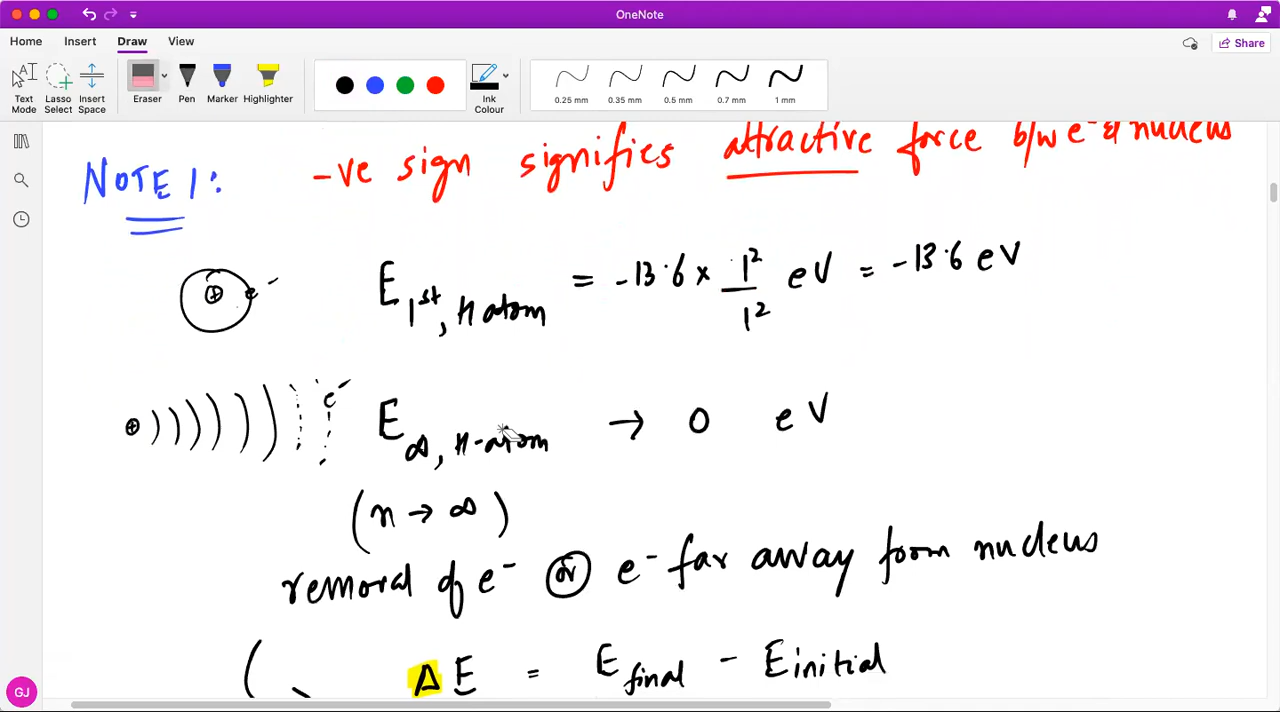 OneNote
Home Insert Draw View
Share
Text Mode
Lasso Select
Insert Space
Eraser
Pen
Marker
Highlighter
Ink Colour
0.25 mm 0.35 mm 0.5 mm 0.7 mm 1 mm
NOTE 1: -ve sign signifies attractive force b/w e- & nucleus
⊕ e- E 1st, H atom = -13.6 × 1²/1² eV = -13.6 eV
⊕ e- E ∞, H-atom → 0 eV
(n → ∞)
removal of e- or e- far away from nucleus
ΔE = E final - E initial
GJ